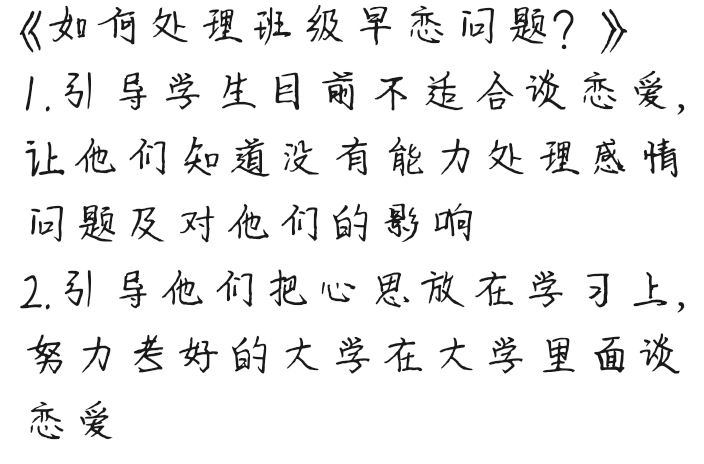 《如何处理班级早恋问题?》
1.引导学生目前不适合谈恋爱,
让他们知道没有能力处理感情
问题及对他们的影响
2.引导他们把心思放在学习上,
努力考好的大学在大学里面谈
恋爱